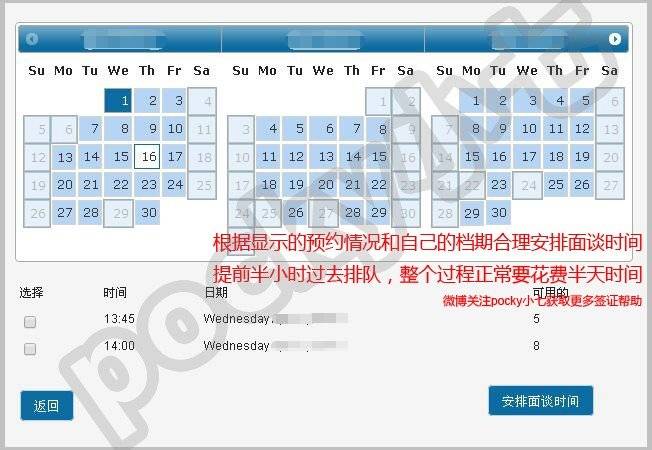 Su Mo Tu We Th Fr Sa Su Mo Tu We Th Fr Sa Su Mo Tu We Th Fr Sa
1 2 3 4 1 2 1 2 3 4 5 6
5 6 7 8 9 10 11 3 4 5 6 7 8 9 7 8 9 10 11 12 13
12 13 14 15 16 17 18 10 11 12 13 14 15 16 14 15 16 17 18 19 20
19 20 21 22 23 24 25 17 18 19 20 21 22 23 21 22 23 24 25 26 27
26 27 28 29 30 24 25 26 27 28 29 30 28 29 30
根据显示的预约情况和自己的档期合理安排面谈时间
提前半小时过去排队，整个过程正常要花费半天时间
微博关注pocky小七获取更多签证帮助
选择 时间 日期 可用的
13:45 Wednesday 5
14:00 Wednesday 8
返回 安排面谈时间
pocky小七